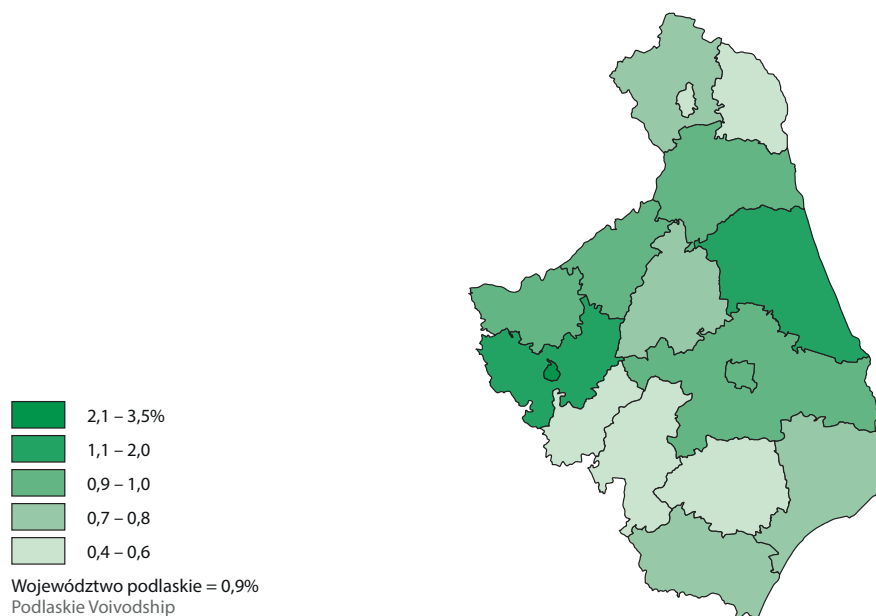 2,1 – 3,5%
1,1 – 2,0
0,9 – 1,0
0,7 – 0,8
0,4 – 0,6
Województwo podlaskie = 0,9%
Podlaskie Voivodship